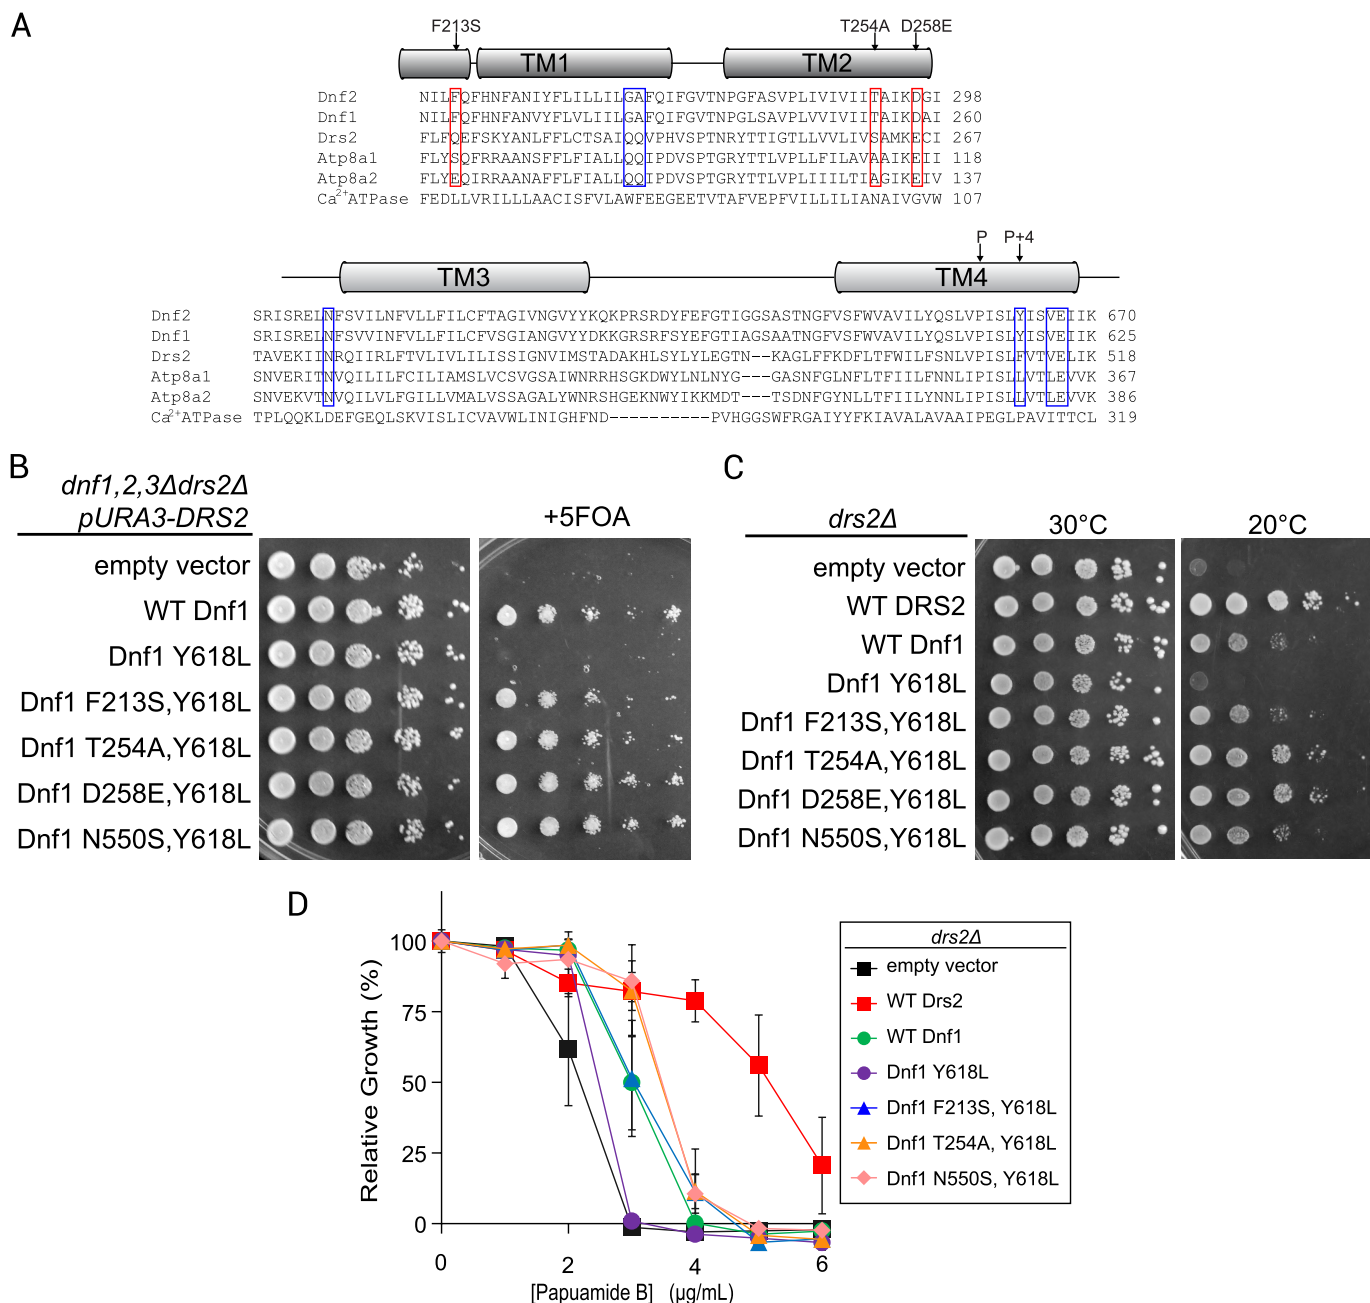 A
F213S T254A D258E
TM1 TM2
Dnf2 NILFQFHNFANIYFLILLILGAFQIFGVTNPGFASVPLIVIVIITAIKDGI 298
Dnf1 NILFQFHNFANVYFLVLIILGAFQIFGVTNPGLSAVPLVVIVIITAIKDAI 260
Drs2 FLFQEFSKYANLFFLCTSAIQQVPHVSPTNRYTTIGTLLVVLIVSAMKECI 267
Atp8a1 FLYSQFRRAANSFFLFIALLQQIPDVSPTGRYTTLVPLLFILAVAAIKEII 118
Atp8a2 FLYEQIRRAANAFFLFIALLQQIPDVSPTGRYTTLVPLIIILTIAGIKEIV 137
Ca2+ATPase FEDLLVRILLLAACISFVLAWFEEGEETVTAFVEPFVILLILIANAIVGVW 107
P P+4
TM3 TM4
Dnf2 SRISRELNFSVILNFVLLFILCFTAGIVNGVYYKQKPRSRDYFEFGTIGGSASTNGFVSFWVAVILYQSLVPISLYISVEIIK 670
Dnf1 SRISRELNFSVVINFVLLFILCFVSGIANGVYYDKKGRSRFSYEFGTIAGSAATNGFVSFWVAVILYQSLVPISLYISVEIIK 625
Drs2 TAVEKIINRQIIRLFTVLIVLILISSIGNVIMSTADAKHLSYLYLEGTN--KAGLFFKDFLTFWILFSNLVPISLFVTVELIK 518
Atp8a1 SNVERITNVQILILFCILIAMSLVCSVGSAIWNRRHSGKDWYLNLNYG---GASNFGLNFLTFIILFNNLIPISLLVTLEVVK 367
Atp8a2 SNVEKVTNVQILVLFGILLVMALVSSAGALYWNRSHGEKNWYIKKMDT---TSDNFGYNLLTFIILYNNLIPISLLVTLEVVK 386
Ca2+ATPase TPLQQKLDEFGEQLSKVISLICVAVWLINIGHFND----------PVHGGSWFRGAIYYFKIAVALAVAAIPEGLPAVITTCL 319
B
dnf1,2,3Δdrs2Δ
pURA3-DRS2 +5FOA
empty vector
WT Dnf1
Dnf1 Y618L
Dnf1 F213S,Y618L
Dnf1 T254A,Y618L
Dnf1 D258E,Y618L
Dnf1 N550S,Y618L
C
drs2Δ 30°C 20°C
empty vector
WT DRS2
WT Dnf1
Dnf1 Y618L
Dnf1 F213S,Y618L
Dnf1 T254A,Y618L
Dnf1 D258E,Y618L
Dnf1 N550S,Y618L
D
Relative Growth (%)
100
75
50
25
0
0 2 4 6
[Papuamide B] (µg/mL)
drs2Δ
empty vector
WT Drs2
WT Dnf1
Dnf1 Y618L
Dnf1 F213S, Y618L
Dnf1 T254A, Y618L
Dnf1 N550S, Y618L